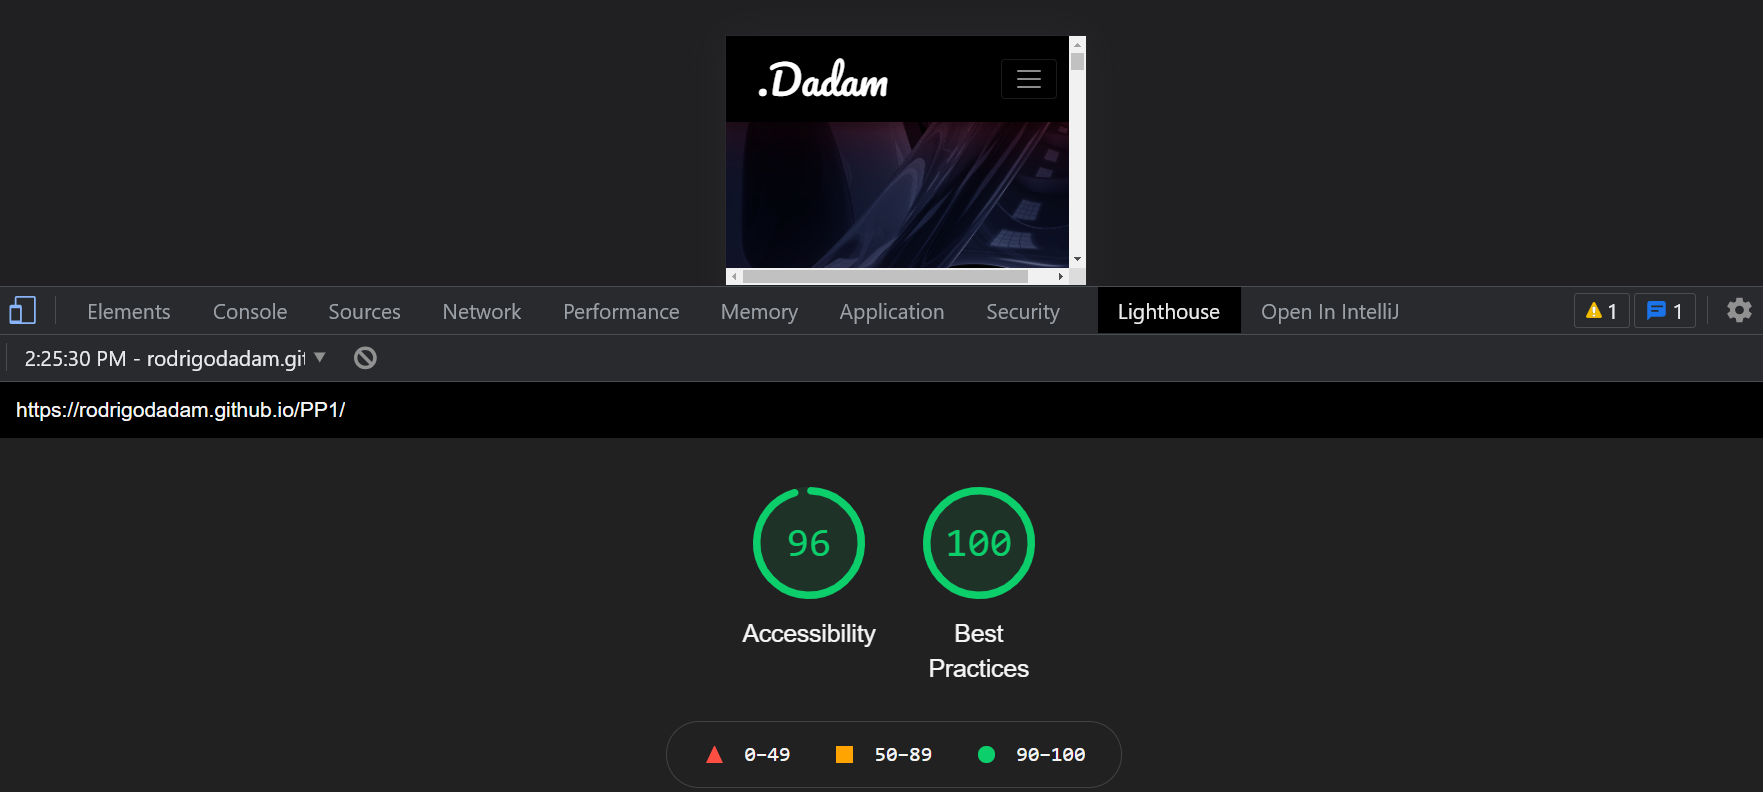 .Dadam
Elements Console Sources Network Performance Memory Application Security Lighthouse Open In IntelliJ 1 1
2:25:30 PM - rodrigodadam.git
https://rodrigodadam.github.io/PP1/
96 100
Accessibility Best
Practices
0–49 50–89 90–100